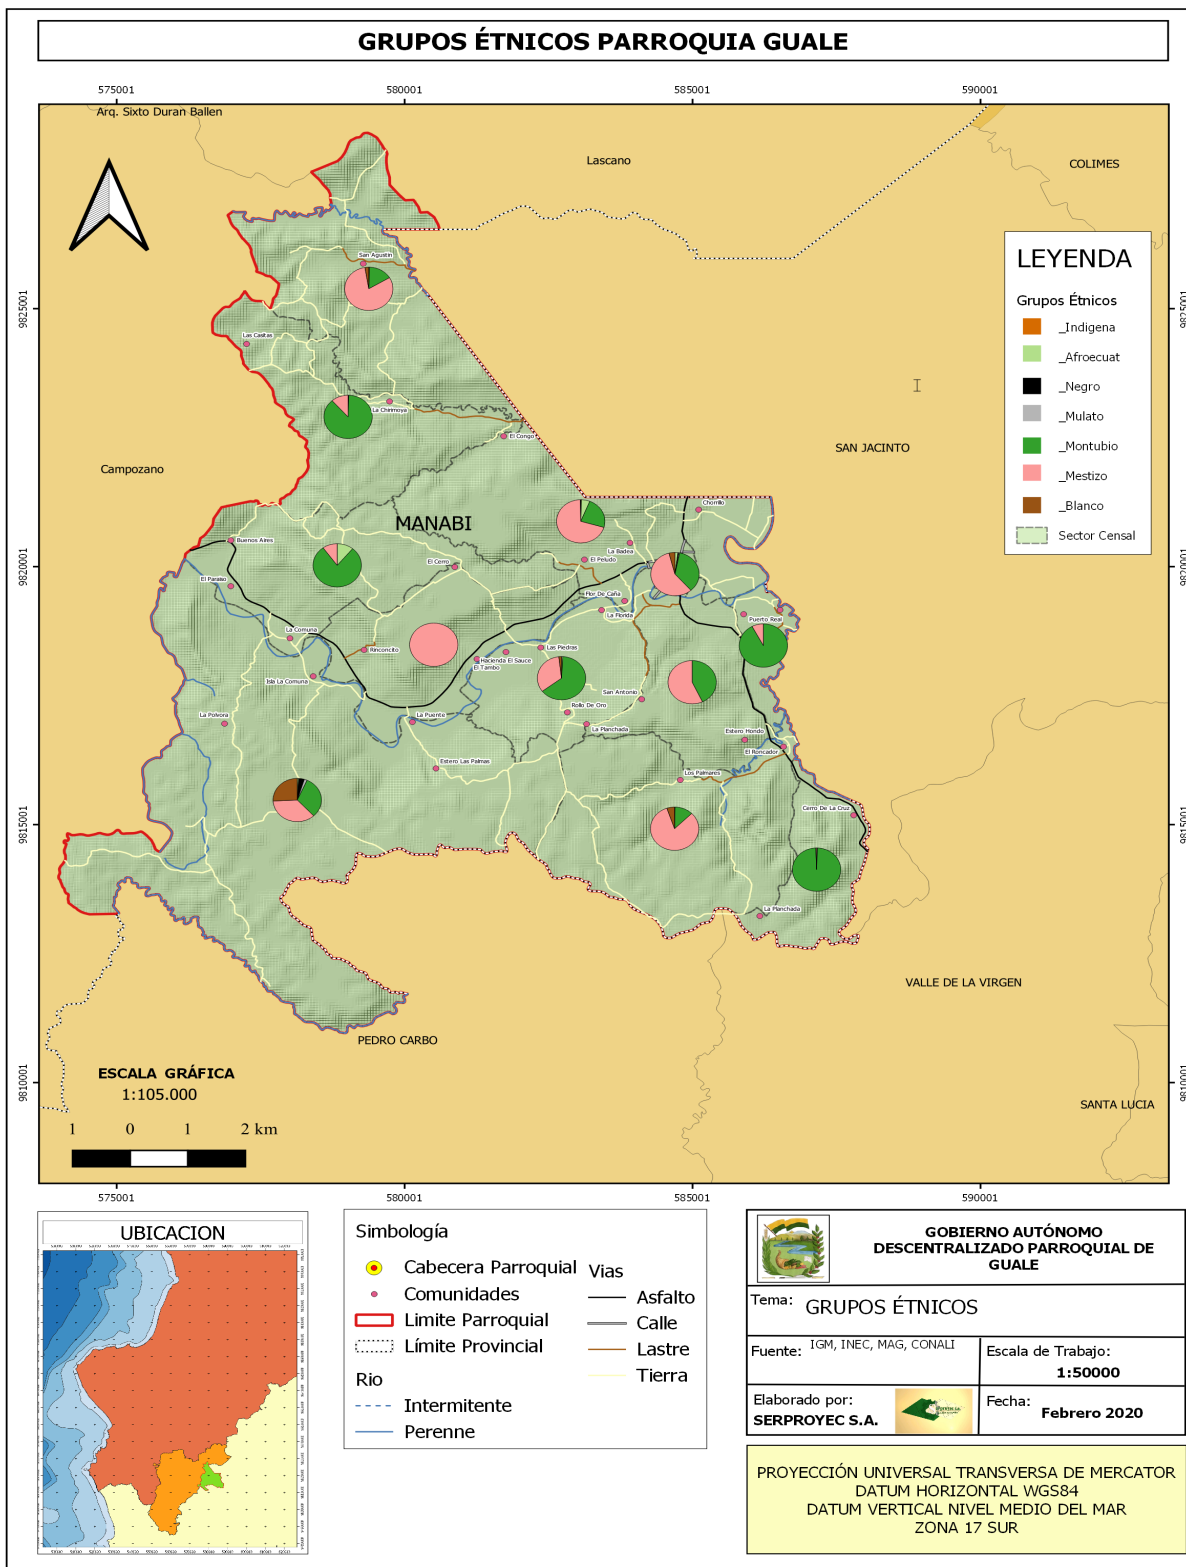 GRUPOS ÉTNICOS PARROQUIA GUALE
575001
580001
585001
590001
Arq. Sixto Duran Ballen
Lascano
COLIMES
LEYENDA
Grupos Étnicos
_Indigena
_Afroecuat
_Negro
_Mulato
_Montubio
_Mestizo
_Blanco
Sector Censal
9825001
9825001
San Agustin
Las Casitas
La Chirimoya
El Congo
SAN JACINTO
Campozano
MANABI
Chorrillo
Buenos Aires
La Badea
El Peludo
El Cerro
9820001
9820001
El Paraiso
Flor De Caña
La Florida
Puerto Real
La Comuna
Rinconcito
Las Piedras
Hacienda El Sauce
El Tambo
Isla La Comuna
San Antonio
Rollo De Oro
La Polvora
La Puente
La Planchada
Estero Hondo
El Roncador
Estero Las Palmas
Los Palmares
Cerro De La Cruz
9815001
9815001
La Planchada
VALLE DE LA VIRGEN
PEDRO CARBO
ESCALA GRÁFICA
1:105.000
1 0 1 2 km
9810001
9810001
SANTA LUCIA
575001
580001
585001
590001
UBICACION
Simbología
Cabecera Parroquial
Comunidades
Limite Parroquial
Límite Provincial
Rio
Intermitente
Perenne
Vias
Asfalto
Calle
Lastre
Tierra
GOBIERNO AUTÓNOMO
DESCENTRALIZADO PARROQUIAL DE
GUALE
Tema: GRUPOS ÉTNICOS
Fuente: IGM, INEC, MAG, CONALI
Escala de Trabajo:
1:50000
Elaborado por:
SERPROYEC S.A.
Fecha: Febrero 2020
PROYECCIÓN UNIVERSAL TRANSVERSA DE MERCATOR
DATUM HORIZONTAL WGS84
DATUM VERTICAL NIVEL MEDIO DEL MAR
ZONA 17 SUR